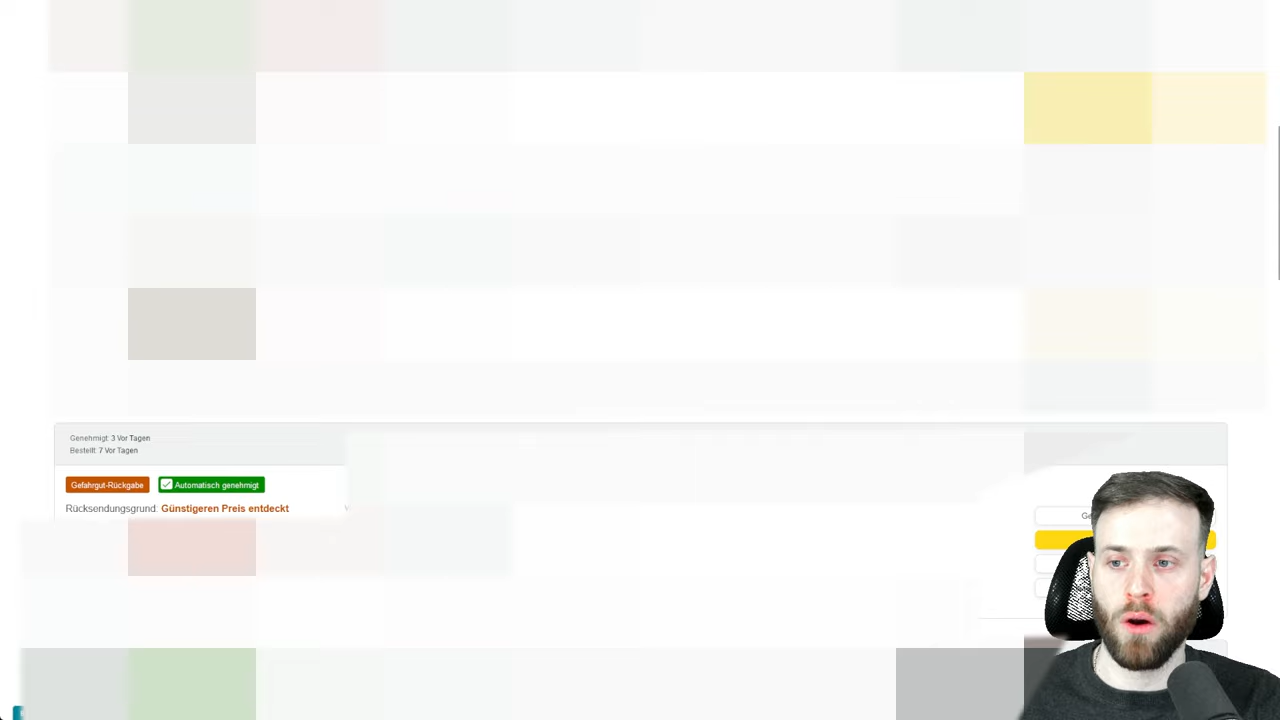 Genehmigt: 3 Vor Tagen
Bestellt: 7 Vor Tagen
Gefahrgut-Rückgabe
Automatisch genehmigt
Rücksendungsgrund: Günstigeren Preis entdeckt